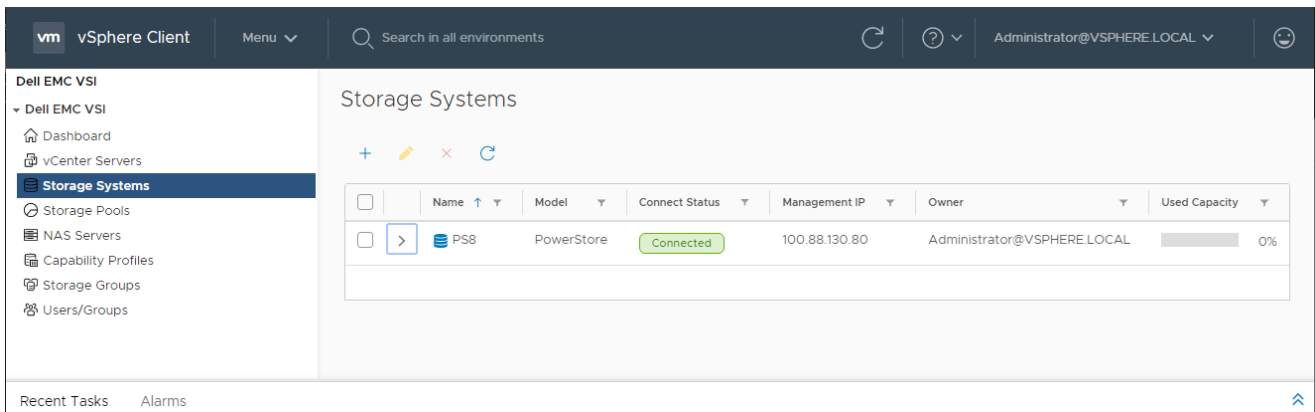 vm vSphere Client Menu Search in all environments Administrator@VSPHERE.LOCAL
Dell EMC VSI
Dell EMC VSI
Dashboard
vCenter Servers
Storage Systems
Storage Pools
NAS Servers
Capability Profiles
Storage Groups
Users/Groups
Storage Systems
Name Model Connect Status Management IP Owner Used Capacity
PS8 PowerStore Connected 100.88.130.80 Administrator@VSPHERE.LOCAL 0%
Recent Tasks Alarms